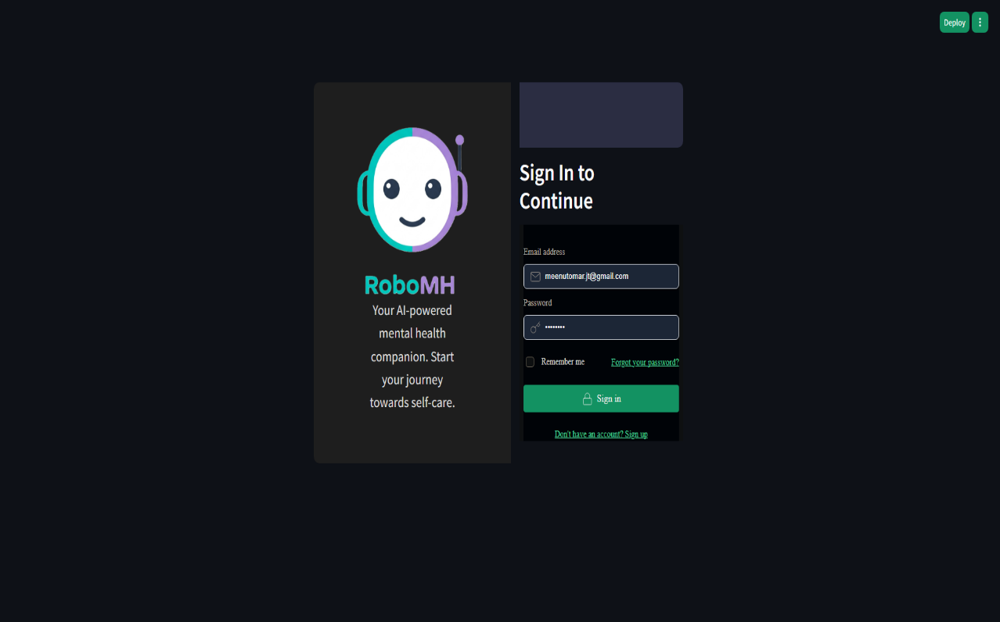 Deploy
RoboMH
Your AI-powered
mental health
companion. Start
your journey
towards self-care.
Sign In to
Continue
Email address
meenutomar.jt@gmail.com
Password
••••••••
Remember me
Forgot your password?
Sign in
Don't have an account? Sign up